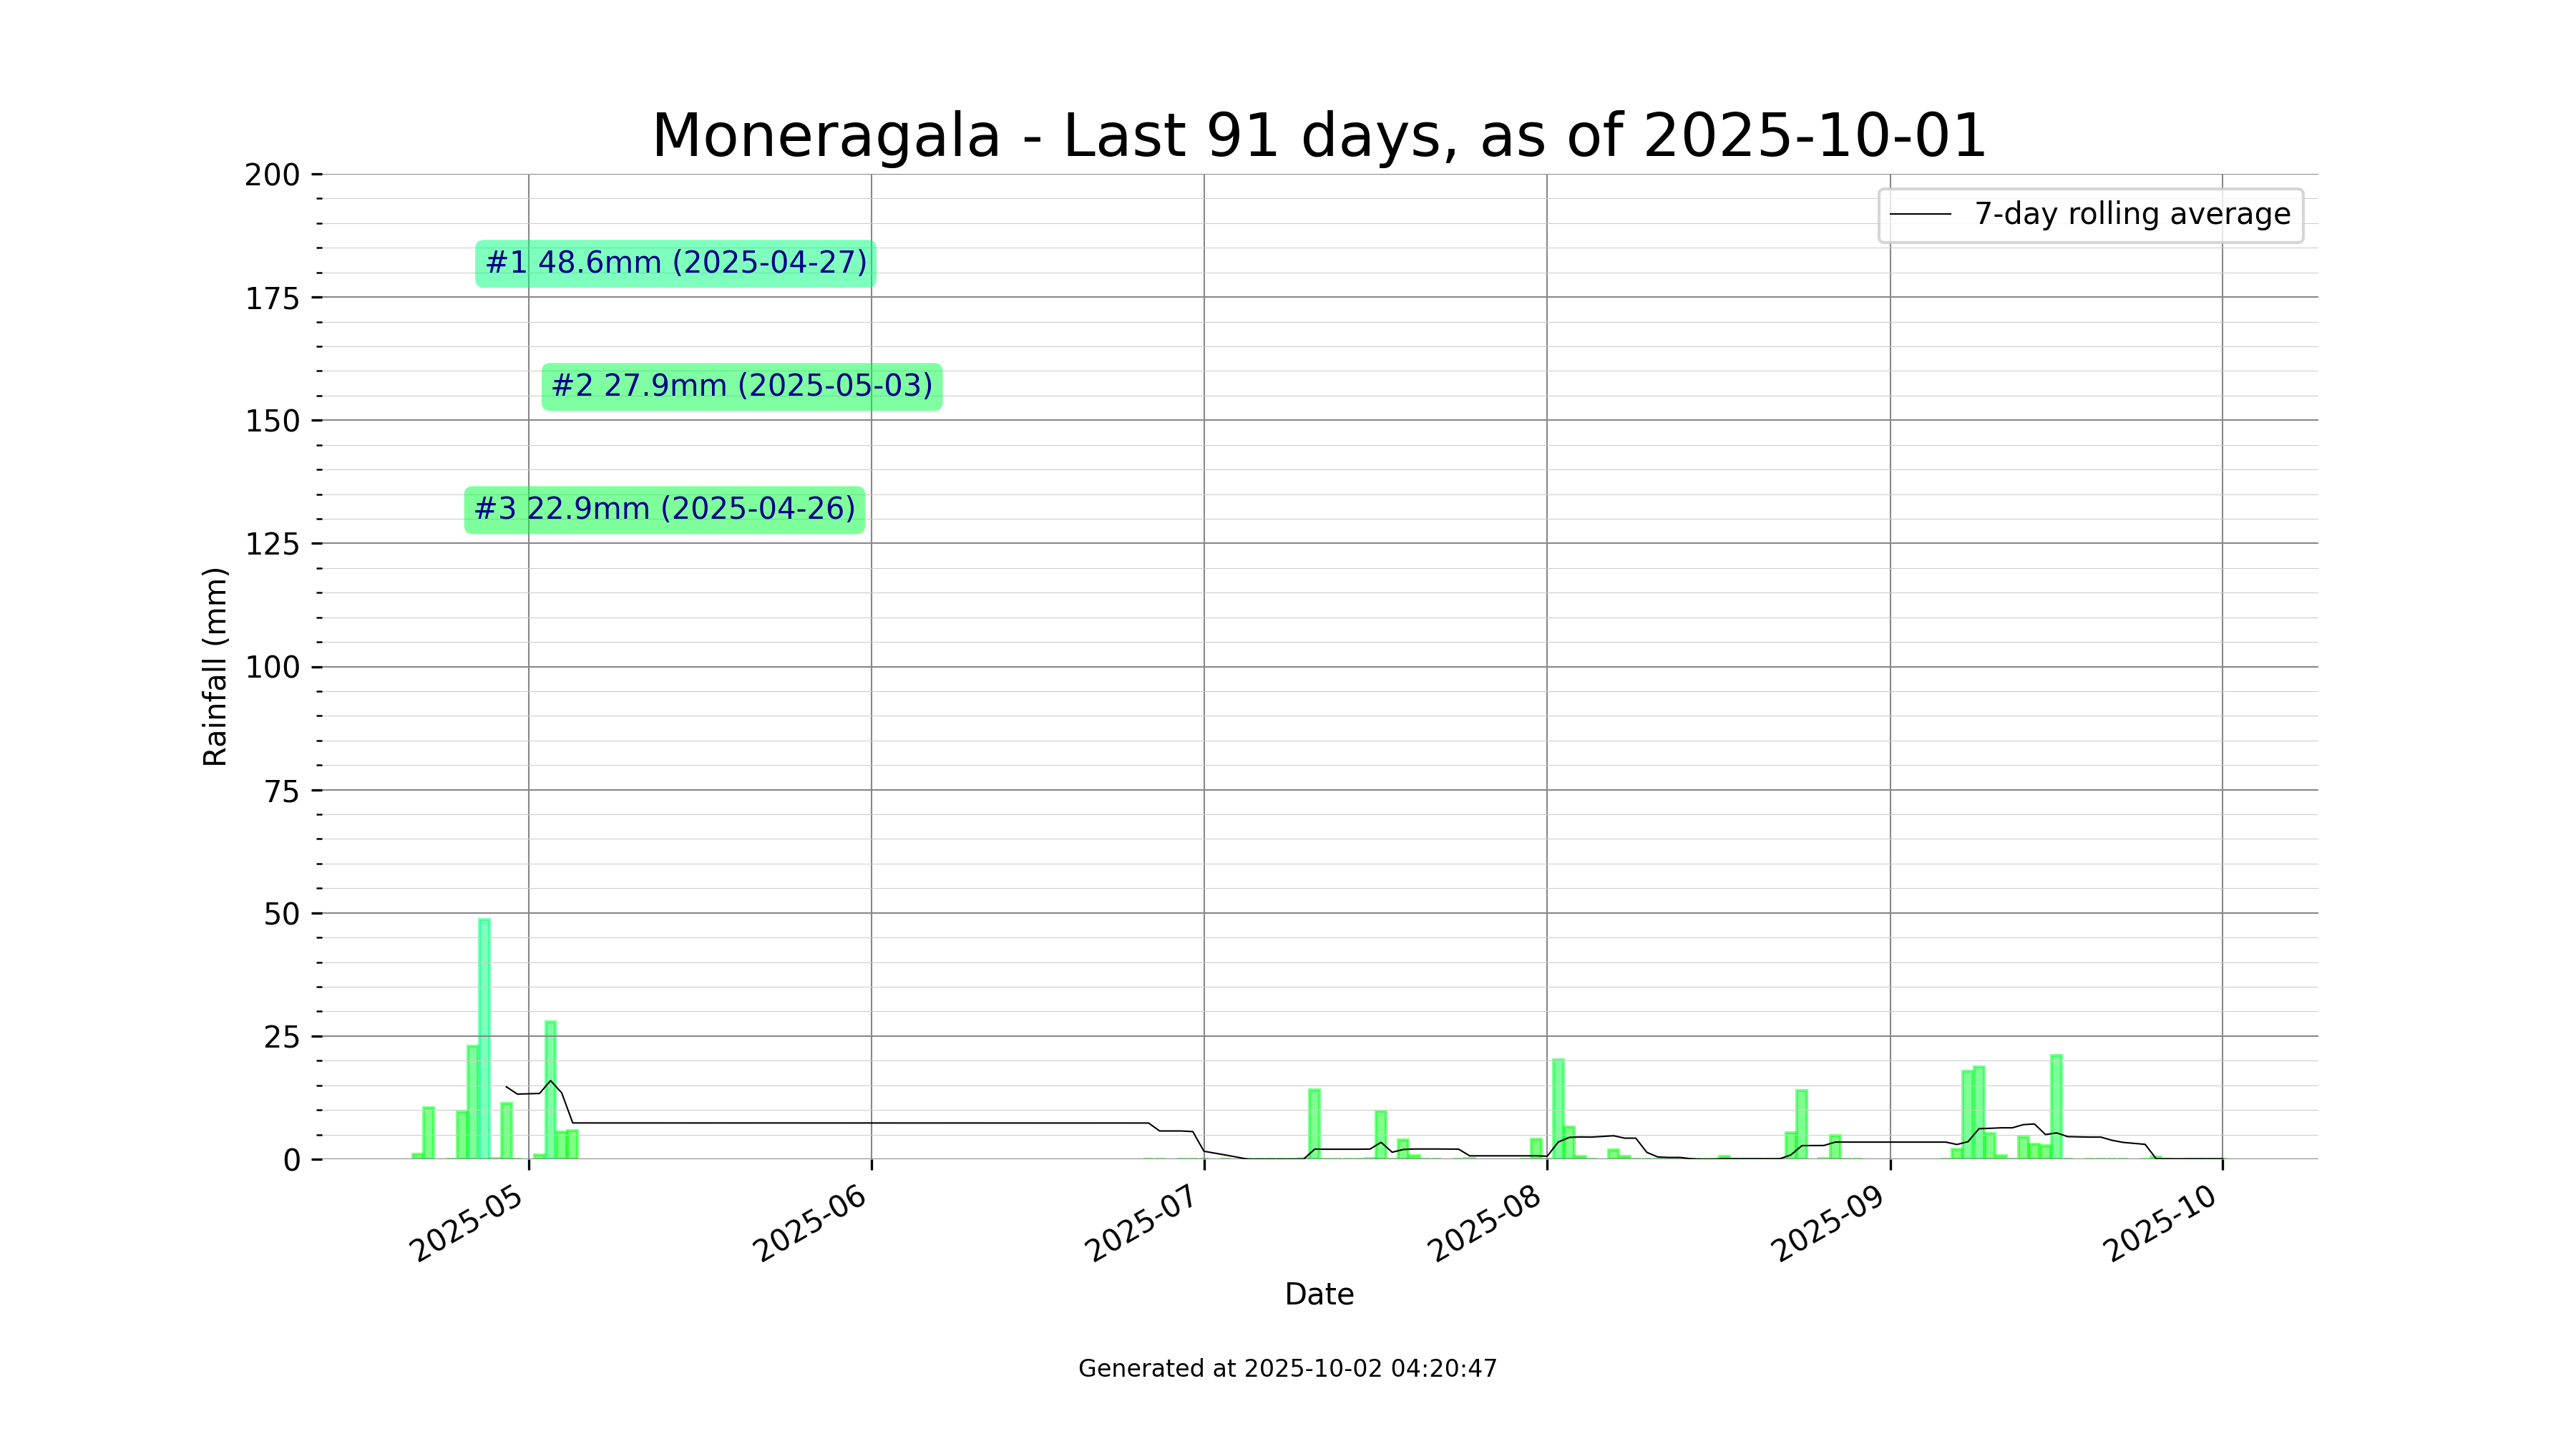 Moneragala - Last 91 days, as of 2025-10-01
200
175
150
125
100
75
50
25
0
Rainfall (mm)
7-day rolling average
#1 48.6mm (2025-04-27)
#2 27.9mm (2025-05-03)
#3 22.9mm (2025-04-26)
2025-05
2025-06
2025-07
2025-08
2025-09
2025-10
Date
Generated at 2025-10-02 04:20:47